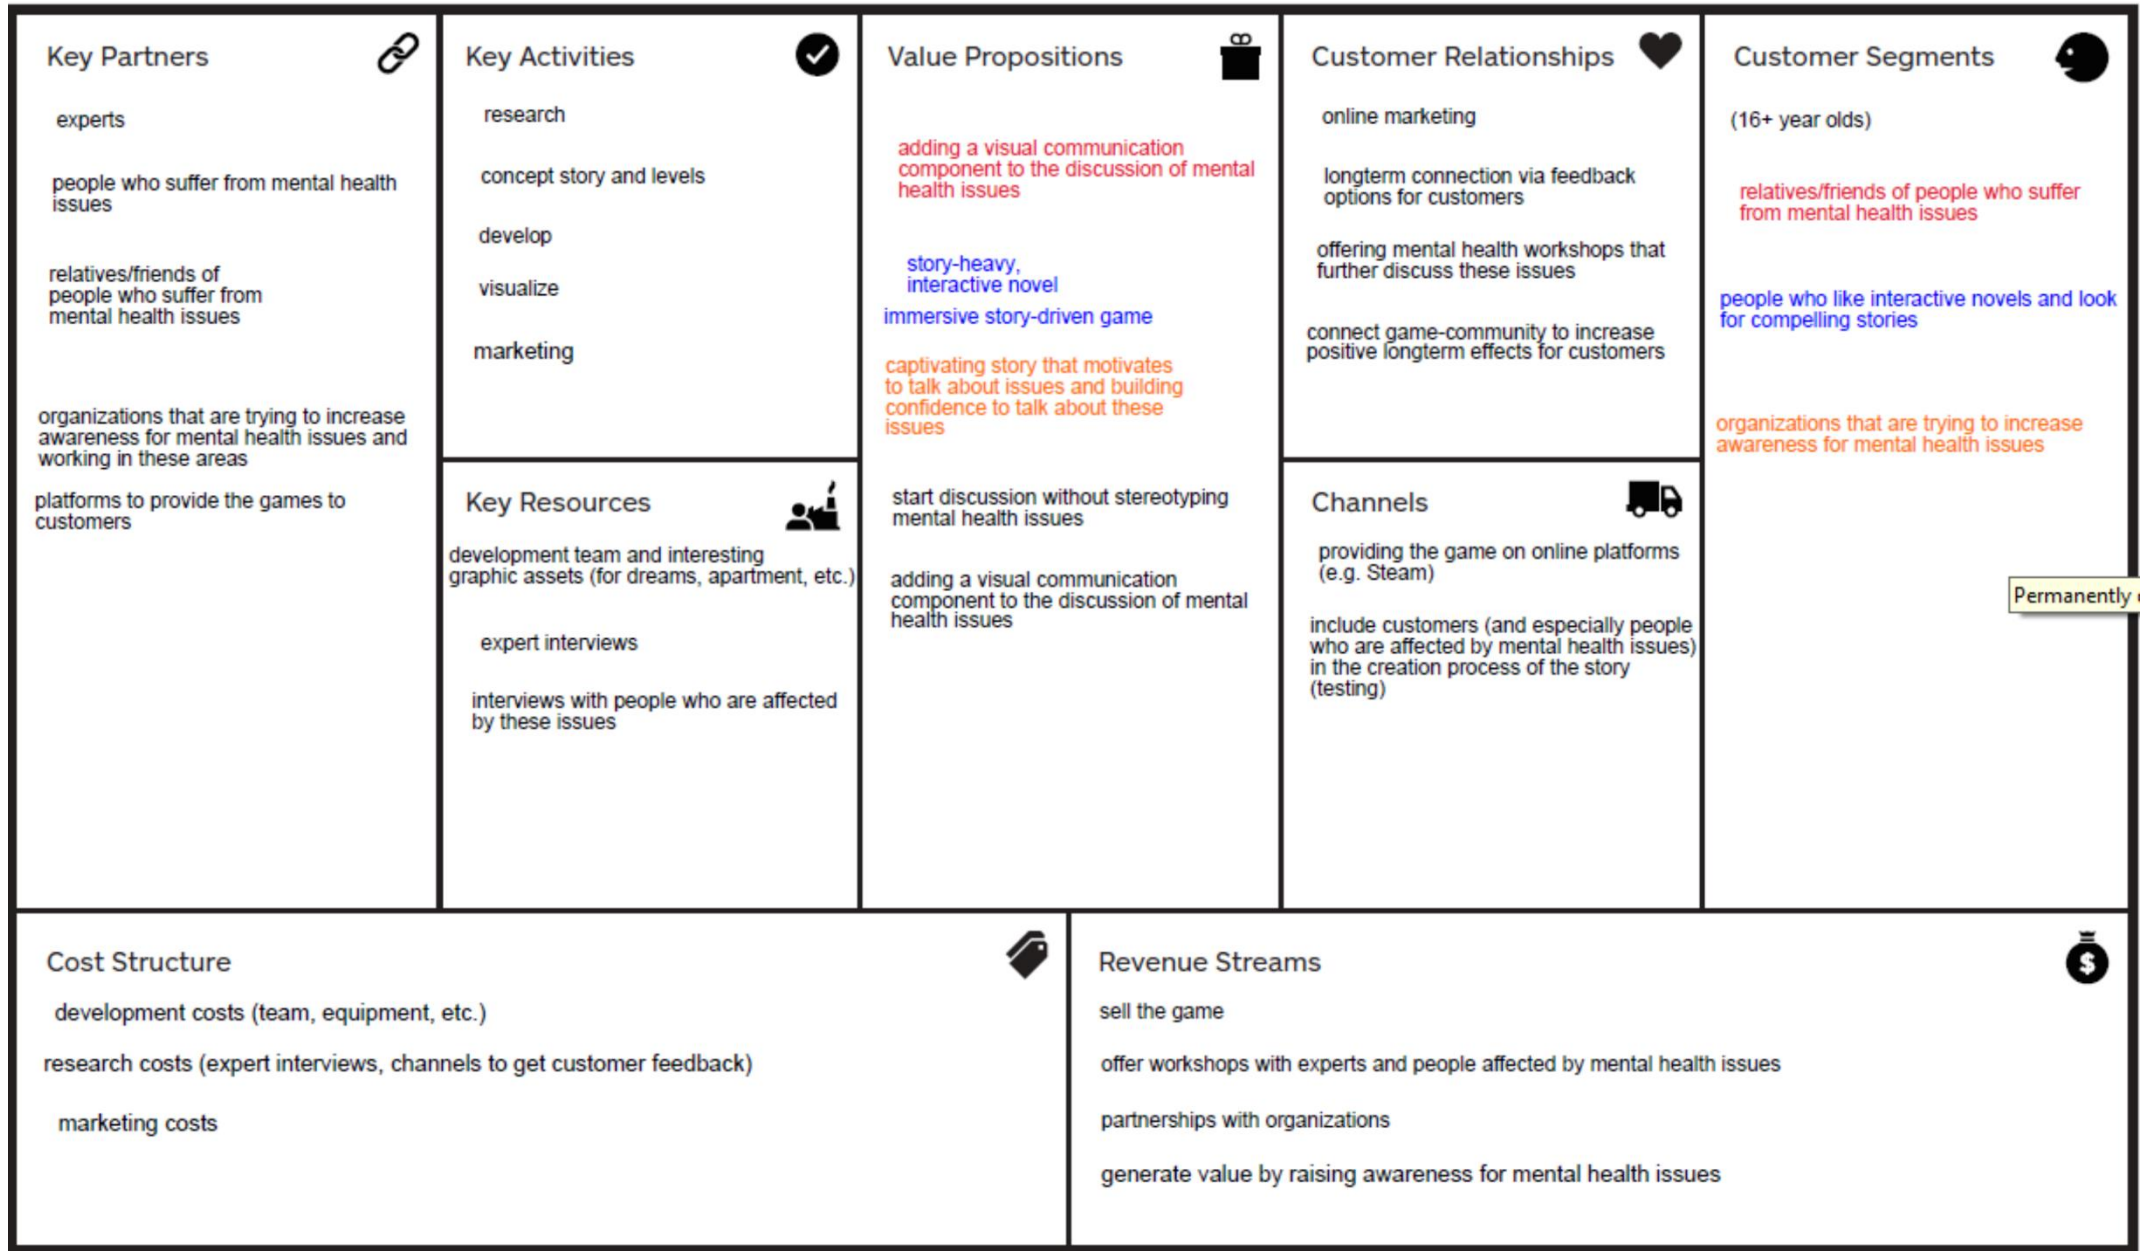 Key Partners
experts
people who suffer from mental health
issues
relatives/friends of
people who suffer from
mental health issues
organizations that are trying to increase
awareness for mental health issues and
working in these areas
platforms to provide the games to
customers
Key Activities
research
concept story and levels
develop
visualize
marketing
Key Resources
development team and interesting
graphic assets (for dreams, apartment, etc.)
expert interviews
interviews with people who are affected
by these issues
Value Propositions
adding a visual communication
component to the discussion of mental
health issues
story-heavy,
interactive novel
immersive story-driven game
captivating story that motivates
to talk about issues and building
confidence to talk about these
issues
start discussion without stereotyping
mental health issues
adding a visual communication
component to the discussion of mental
health issues
Customer Relationships
online marketing
longterm connection via feedback
options for customers
offering mental health workshops that
further discuss these issues
connect game-community to increase
positive longterm effects for customers
Channels
providing the game on online platforms
(e.g. Steam)
include customers (and especially people
who are affected by mental health issues)
in the creation process of the story
(testing)
Customer Segments
(16+ year olds)
relatives/friends of people who suffer
from mental health issues
people who like interactive novels and look
for compelling stories
organizations that are trying to increase
awareness for mental health issues
Permanently
Cost Structure
development costs (team, equipment, etc.)
research costs (expert interviews, channels to get customer feedback)
marketing costs
Revenue Streams
$
sell the game
offer workshops with experts and people affected by mental health issues
partnerships with organizations
generate value by raising awareness for mental health issues